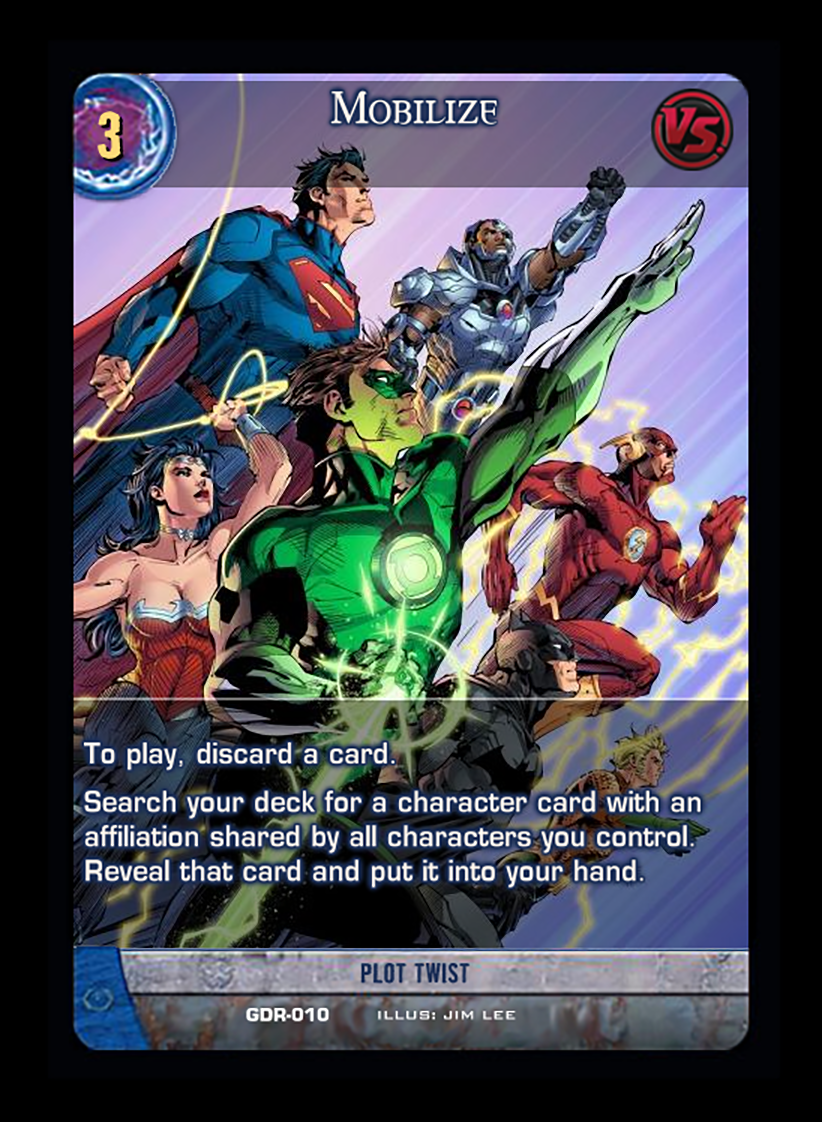 3
Mobilize
VS.
To play, discard a card.
Search your deck for a character card with an
affiliation shared by all characters you control.
Reveal that card and put it into your hand.
PLOT TWIST
GDR-010 ILLUS: JIM LEE